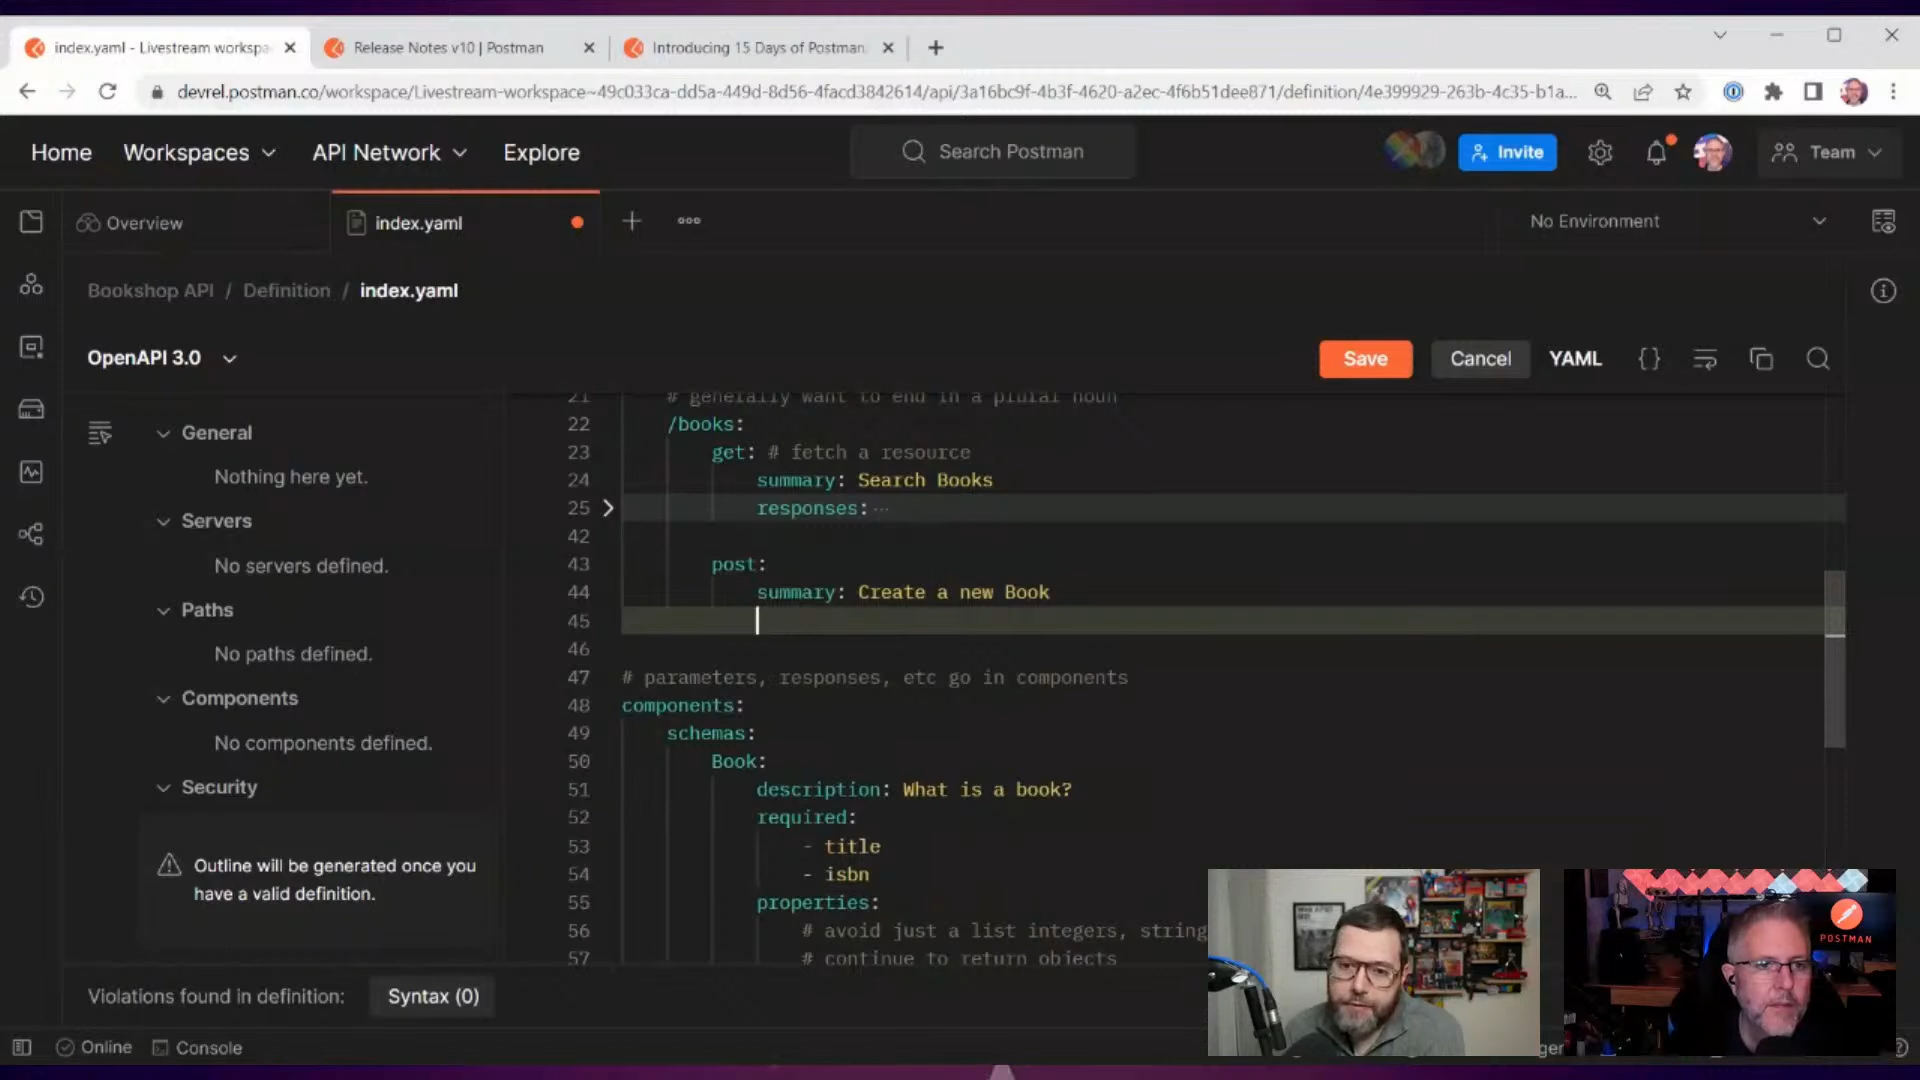 index.yaml - Livestream workspa
Release Notes v10 | Postman
Introducing 15 Days of Postman
devrel.postman.co/workspace/Livestream-workspace~49c033ca-dd5a-449d-8d56-4facd3842614/api/3a16bc9f-4b3f-4620-a2ec-4f6b51dee871/definition/4e399929-263b-4c35-b1a...
Home
Workspaces
API Network
Explore
Search Postman
Invite
Team
Overview
index.yaml
No Environment
Bookshop API / Definition / index.yaml
OpenAPI 3.0
Save
Cancel
YAML
General
Nothing here yet.
Servers
No servers defined.
Paths
No paths defined.
Components
No components defined.
Security
Outline will be generated once you
have a valid definition.
21 # generally want to end in a plural noun
22 /books:
23 get: # fetch a resource
24 summary: Search Books
25 responses: ...
42
43 post:
44 summary: Create a new Book
45
46
47 # parameters, responses, etc go in components
48 components:
49 schemas:
50 Book:
51 description: What is a book?
52 required:
53 - title
54 - isbn
55 properties:
56 # avoid just a list integers, string
57 # continue to return objects
POSTMAN
Violations found in definition:
Syntax (0)
Online
Console